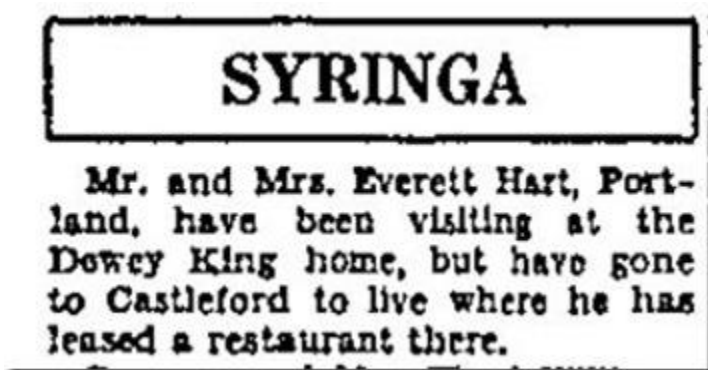 SYRINGA
Mr. and Mrs. Everett Hart, Port-
land, have been visiting at the
Dewey King home, but have gone
to Castleford to live where he has
leased a restaurant there.